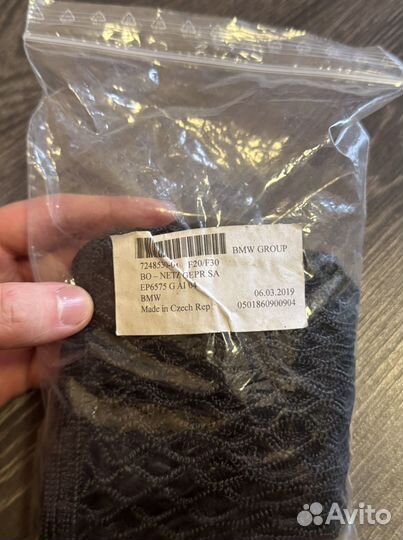 BMW GROUP
F20/F30
BO – NETZ GEPR SA
EP6575 G AI 04
BMW 06.03.2019
Made in Czech Rep. 0501860900904
Avito